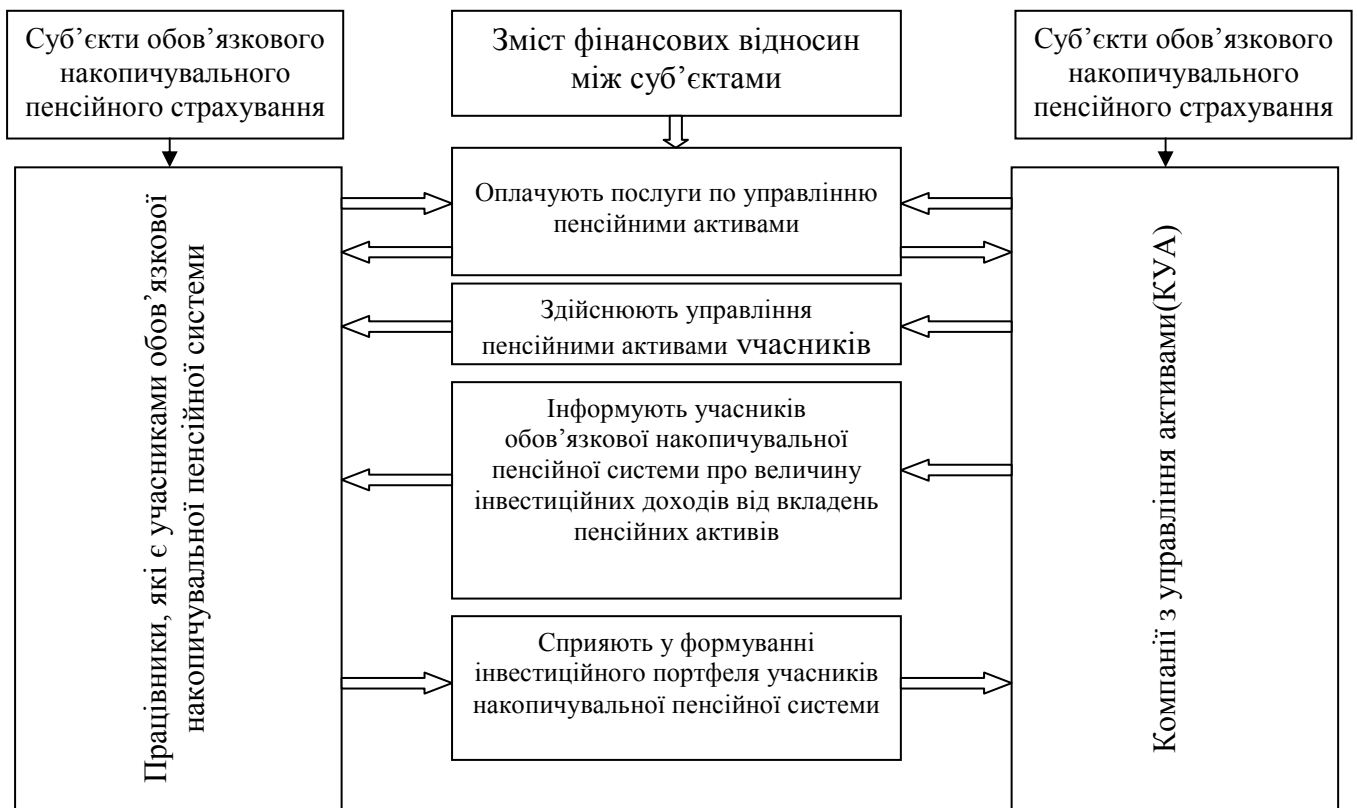 Суб’єкти обов’язкового
накопичувального
пенсійного страхування
Зміст фінансових відносин
між суб’єктами
Суб’єкти обов’язкового
накопичувального
пенсійного страхування
Працівники, які є учасниками обов’язкової
накопичувальної пенсійної системи
Оплачують послуги по управлінню
пенсійними активами
Здійснюють управління
пенсійними активами учасників
Інформують учасників
обов’язкової накопичувальної
пенсійної системи про величину
інвестиційних доходів від вкладень
пенсійних активів
Сприяють у формуванні
інвестиційного портфеля учасників
накопичувальної пенсійної системи
Компанії з управління активами(КУА)